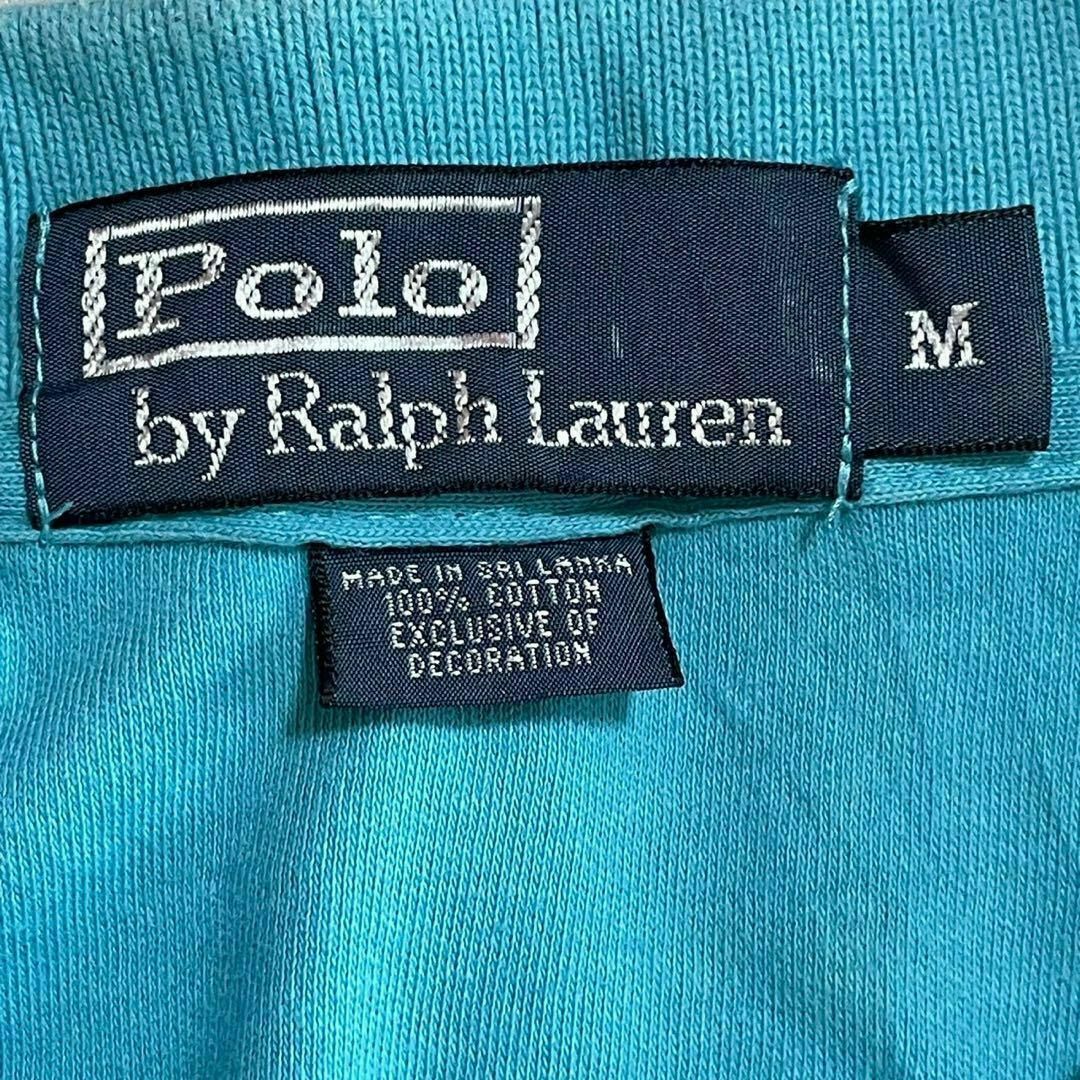 Polo
by Ralph Lauren
M
MADE IN SRI LANKA
100% COTTON
EXCLUSIVE OF
DECORATION